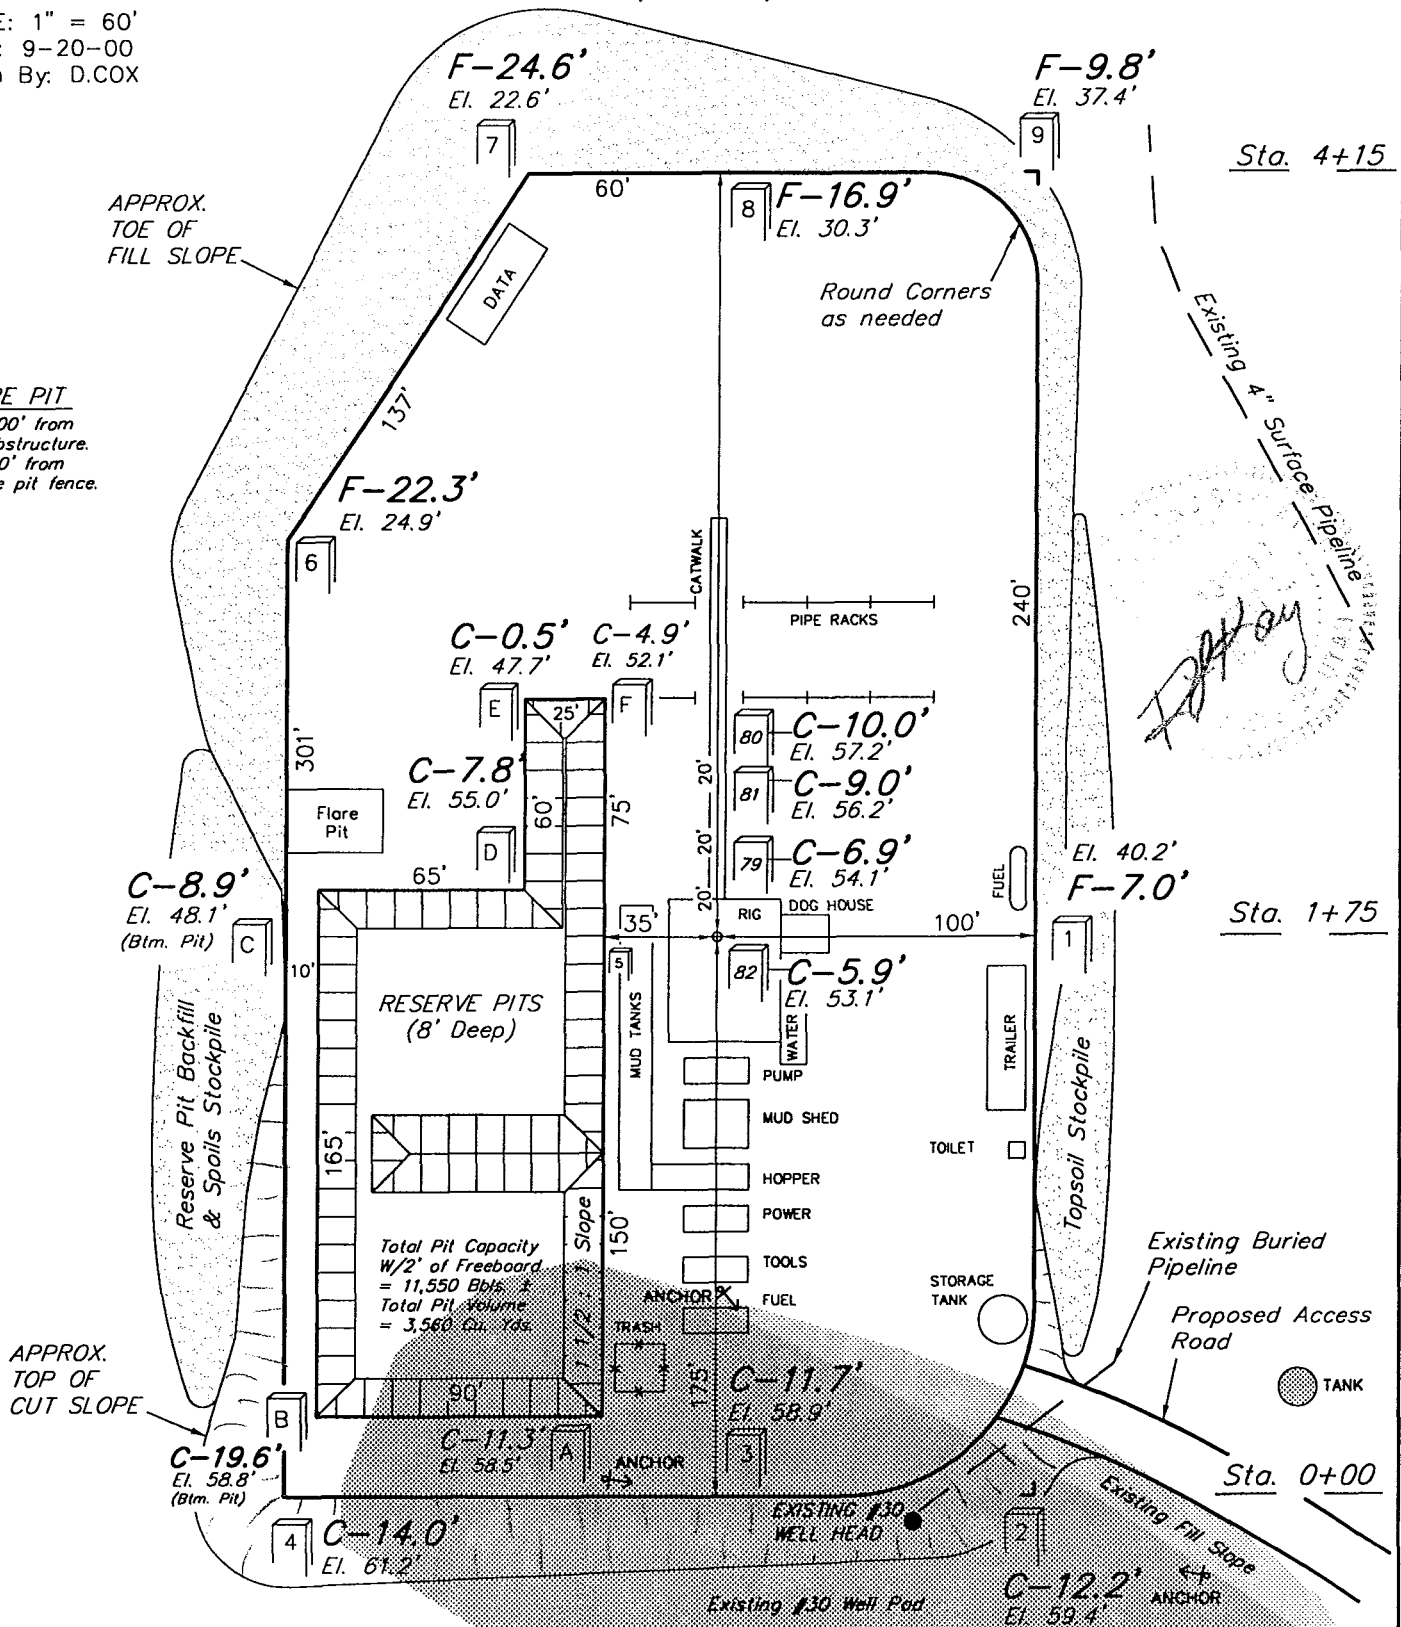 E: 1" = 60'
: 9-20-00
By: D.COX
F-24.6'
El. 22.6'
7
F-9.8'
El. 37.4'
9
Sta. 4+15
60'
8
F-16.9'
El. 30.3'
APPROX.
TOE OF
FILL SLOPE
DATA
Round Corners
as needed
Existing 4" Surface Pipeline
137'
PIT
00' from
bstructure.
0' from
e pit fence.
F-22.3'
El. 24.9'
6
CATWALK
PIPE RACKS
240'
C-0.5'
El. 47.7'
E
C-4.9'
El. 52.1'
F
25'
80
C-10.0'
El. 57.2'
301'
C-7.8'
El. 55.0'
D
60'
75'
20'
81
C-9.0'
El. 56.2'
Flare
Pit
20'
79
C-6.9'
El. 54.1'
FUEL
El. 40.2'
F-7.0'
65'
C-8.9'
El. 48.1'
(Btm. Pit)
C
20'
RIG
DOG HOUSE
35'
100'
1
Sta. 1+75
10'
5
82
C-5.9'
El. 53.1'
RESERVE PITS
(8' Deep)
MUD TANKS
WATER
TRAILER
PUMP
MUD SHED
TOILET
HOPPER
POWER
TOOLS
FUEL
Reserve Pit Backfill
& Spoils Stockpile
165'
150'
1 1/2 : 1 Slope
Topsoil Stockpile
Total Pit Capacity
W/2' of Freeboard
= 11,550 Bbls. ±
Total Pit Volume
= 3,560 Cu. Yds.
ANCHOR
TRASH
STORAGE
TANK
Existing Buried
Pipeline
Proposed Access
Road
TANK
APPROX.
TOP OF
CUT SLOPE
B
90'
175'
C-11.7'
El. 58.9'
3
C-19.6'
El. 58.8'
(Btm. Pit)
C-11.3'
El. 58.5'
A
ANCHOR
Sta. 0+00
4
C-14.0'
El. 61.2'
EXISTING #30
WELL HEAD
2
Existing Fill Slope
C-12.2'
El. 59.4'
ANCHOR
Existing #30 Well Pad